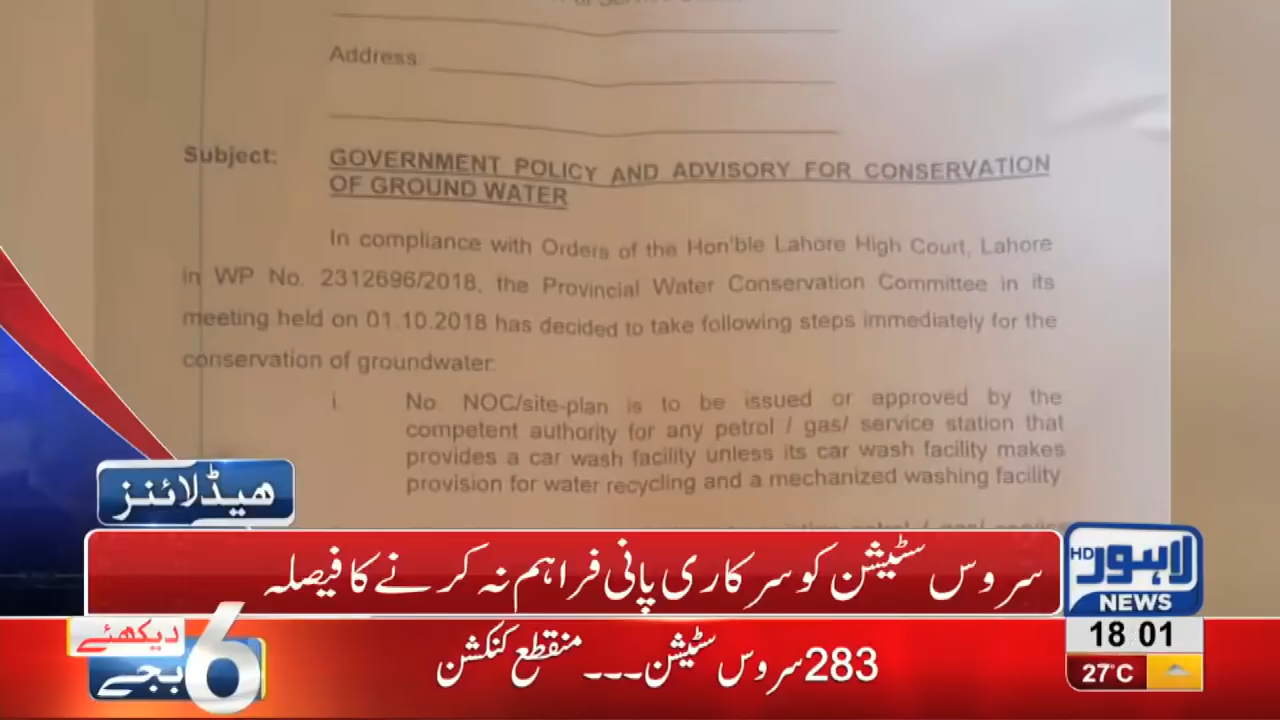 Address
Subject: GOVERNMENT POLICY AND ADVISORY FOR CONSERVATION
OF GROUND WATER
In compliance with Orders of the Hon'ble Lahore High Court, Lahore
in WP No. 2312696/2018, the Provincial Water Conservation Committee in its
meeting held on 01.10.2018 has decided to take following steps immediately for the
conservation of groundwater:
i. No NOC/site-plan is to be issued or approved by the
competent authority for any petrol / gas/ service station that
provides a car wash facility unless its car wash facility makes
provision for water recycling and a mechanized washing facility
ھیڈلائنز
سروس سٹیشن کو سرکاری پانی فراہم نہ کرنے کا فیصلہ
HD لاہور
NEWS
18 01
27°C
دیکھئے
6 بجے
283 سروس سٹیشن۔۔۔ منقطع کنکشن